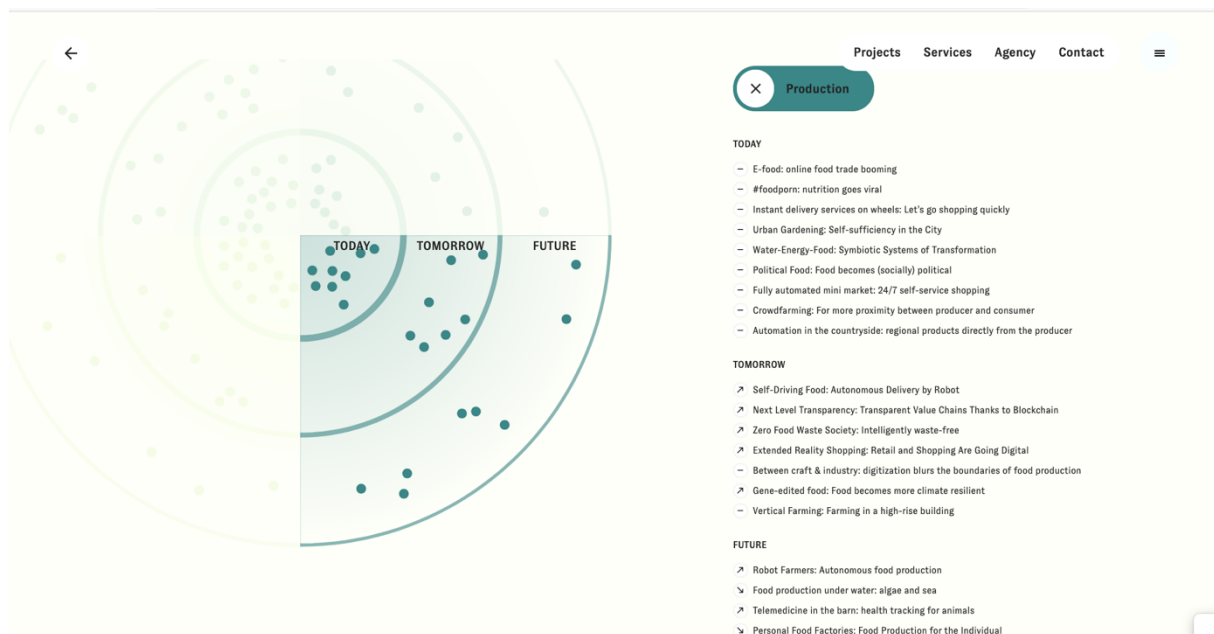 Projects Services Agency Contact
Production
TODAY TOMORROW FUTURE
TODAY
E-food: online food trade booming
#foodporn: nutrition goes viral
Instant delivery services on wheels: Let's go shopping quickly
Urban Gardening: Self-sufficiency in the City
Water-Energy-Food: Symbiotic Systems of Transformation
Political Food: Food becomes (socially) political
Fully automated mini market: 24/7 self-service shopping
Crowdfarming: For more proximity between producer and consumer
Automation in the countryside: regional products directly from the producer
TOMORROW
Self-Driving Food: Autonomous Delivery by Robot
Next Level Transparency: Transparent Value Chains Thanks to Blockchain
Zero Food Waste Society: Intelligently waste-free
Extended Reality Shopping: Retail and Shopping Are Going Digital
Between craft & industry: digitization blurs the boundaries of food production
Gene-edited food: Food becomes more climate resilient
Vertical Farming: Farming in a high-rise building
FUTURE
Robot Farmers: Autonomous food production
Food production under water: algae and sea
Telemedicine in the barn: health tracking for animals
Personal Food Factories: Food Production for the Individual